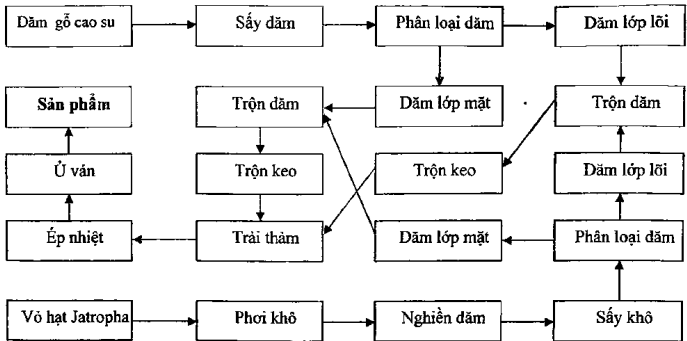 Dăm gỗ cao su
Sấy dăm
Phân loại dăm
Dăm lớp lõi
Sản phẩm
Trộn dăm
Dăm lớp mặt
Trộn dăm
Ủ ván
Trộn keo
Trộn keo
Dăm lớp lõi
Ép nhiệt
Trải thảm
Dăm lớp mặt
Phân loại dăm
Vỏ hạt Jatropha
Phơi khô
Nghiền dăm
Sấy khô